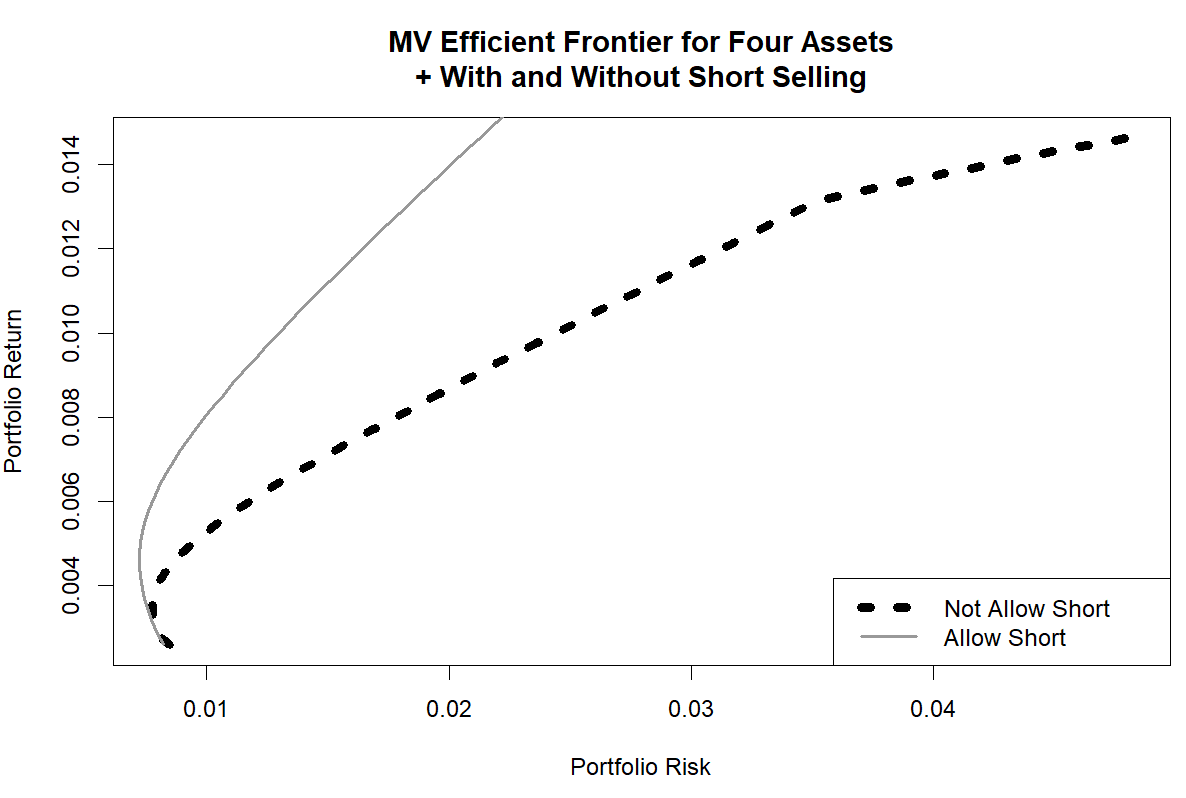 MV Efficient Frontier for Four Assets
+ With and Without Short Selling
Portfolio Return
0.014
0.012
0.010
0.008
0.006
0.004
Not Allow Short
Allow Short
0.01
0.02
0.03
0.04
Portfolio Risk